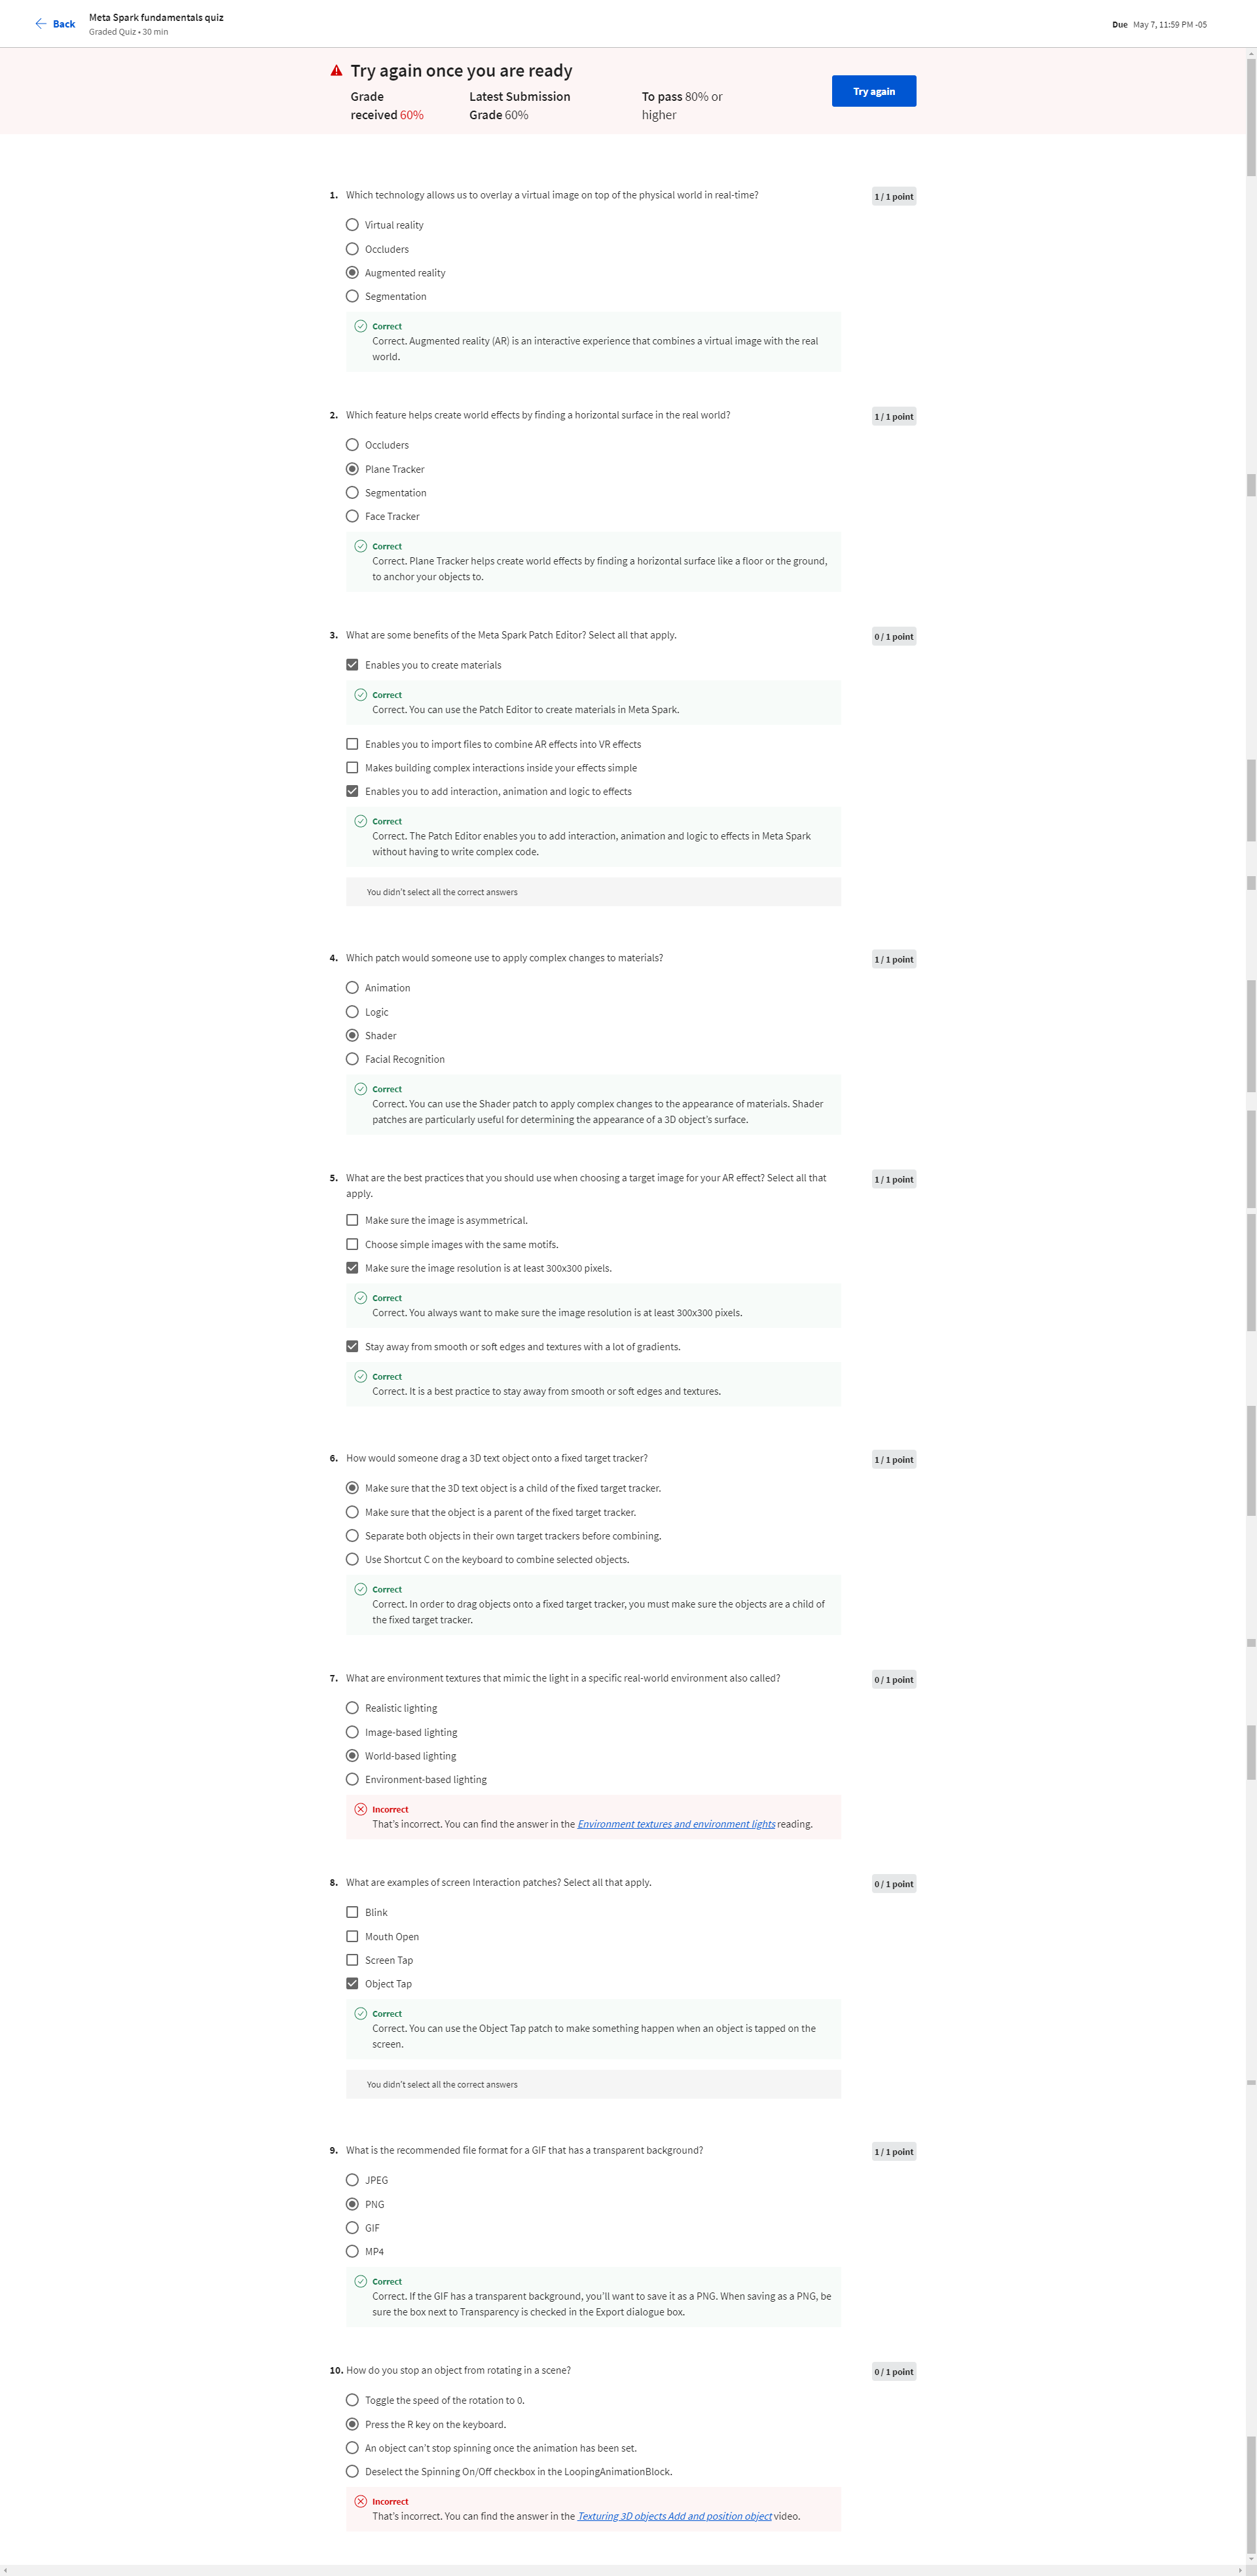 Back
Meta Spark fundamentals quiz
Graded Quiz • 30 min
Due May 7, 11:59 PM -05
Try again once you are ready
Grade
received 60%
Latest Submission
Grade 60%
To pass 80% or
higher
Try again
1. Which technology allows us to overlay a virtual image on top of the physical world in real-time?
1 / 1 point
Virtual reality
Occluders
Augmented reality
Segmentation
Correct
Correct. Augmented reality (AR) is an interactive experience that combines a virtual image with the real
world.
2. Which feature helps create world effects by finding a horizontal surface in the real world?
1 / 1 point
Occluders
Plane Tracker
Segmentation
Face Tracker
Correct
Correct. Plane Tracker helps create world effects by finding a horizontal surface like a floor or the ground,
to anchor your objects to.
3. What are some benefits of the Meta Spark Patch Editor? Select all that apply.
0 / 1 point
Enables you to create materials
Correct
Correct. You can use the Patch Editor to create materials in Meta Spark.
Enables you to import files to combine AR effects into VR effects
Makes building complex interactions inside your effects simple
Enables you to add interaction, animation and logic to effects
Correct
Correct. The Patch Editor enables you to add interaction, animation and logic to effects in Meta Spark
without having to write complex code.
You didn't select all the correct answers
4. Which patch would someone use to apply complex changes to materials?
1 / 1 point
Animation
Logic
Shader
Facial Recognition
Correct
Correct. You can use the Shader patch to apply complex changes to the appearance of materials. Shader
patches are particularly useful for determining the appearance of a 3D object's surface.
5. What are the best practices that you should use when choosing a target image for your AR effect? Select all that
apply.
1 / 1 point
Make sure the image is asymmetrical.
Choose simple images with the same motifs.
Make sure the image resolution is at least 300x300 pixels.
Correct
Correct. You always want to make sure the image resolution is at least 300x300 pixels.
Stay away from smooth or soft edges and textures with a lot of gradients.
Correct
Correct. It is a best practice to stay away from smooth or soft edges and textures.
6. How would someone drag a 3D text object onto a fixed target tracker?
1 / 1 point
Make sure that the 3D text object is a child of the fixed target tracker.
Make sure that the object is a parent of the fixed target tracker.
Separate both objects in their own target trackers before combining.
Use Shortcut C on the keyboard to combine selected objects.
Correct
Correct. In order to drag objects onto a fixed target tracker, you must make sure the objects are a child of
the fixed target tracker.
7. What are environment textures that mimic the light in a specific real-world environment also called?
0 / 1 point
Realistic lighting
Image-based lighting
World-based lighting
Environment-based lighting
Incorrect
That's incorrect. You can find the answer in the Environment textures and environment lights reading.
8. What are examples of screen Interaction patches? Select all that apply.
0 / 1 point
Blink
Mouth Open
Screen Tap
Object Tap
Correct
Correct. You can use the Object Tap patch to make something happen when an object is tapped on the
screen.
You didn't select all the correct answers
9. What is the recommended file format for a GIF that has a transparent background?
1 / 1 point
JPEG
PNG
GIF
MP4
Correct
Correct. If the GIF has a transparent background, you'll want to save it as a PNG. When saving as a PNG, be
sure the box next to Transparency is checked in the Export dialogue box.
10. How do you stop an object from rotating in a scene?
0 / 1 point
Toggle the speed of the rotation to 0.
Press the R key on the keyboard.
An object can't stop spinning once the animation has been set.
Deselect the Spinning On/Off checkbox in the LoopingAnimationBlock.
Incorrect
That's incorrect. You can find the answer in the Texturing 3D objects Add and position object video.